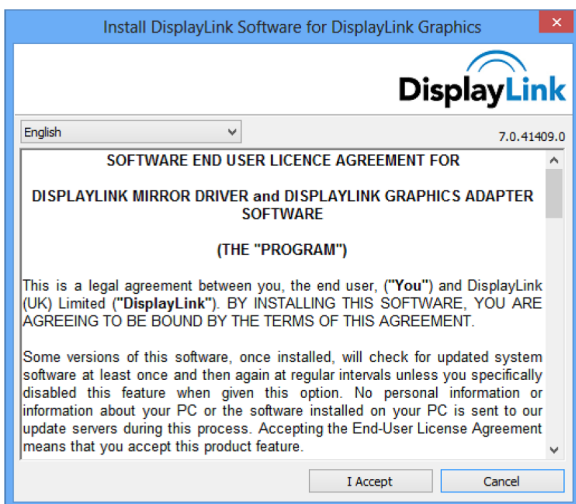 Install DisplayLink Software for DisplayLink Graphics
DisplayLink
English
7.0.41409.0
SOFTWARE END USER LICENCE AGREEMENT FOR
DISPLAYLINK MIRROR DRIVER and DISPLAYLINK GRAPHICS ADAPTER
SOFTWARE
(THE "PROGRAM")
This is a legal agreement between you, the end user, ("You") and DisplayLink
(UK) Limited ("DisplayLink"). BY INSTALLING THIS SOFTWARE, YOU ARE
AGREEING TO BE BOUND BY THE TERMS OF THIS AGREEMENT.
Some versions of this software, once installed, will check for updated system
software at least once and then again at regular intervals unless you specifically
disabled this feature when given this option. No personal information or
information about your PC or the software installed on your PC is sent to our
update servers during this process. Accepting the End-User License Agreement
means that you accept this product feature.
I Accept
Cancel